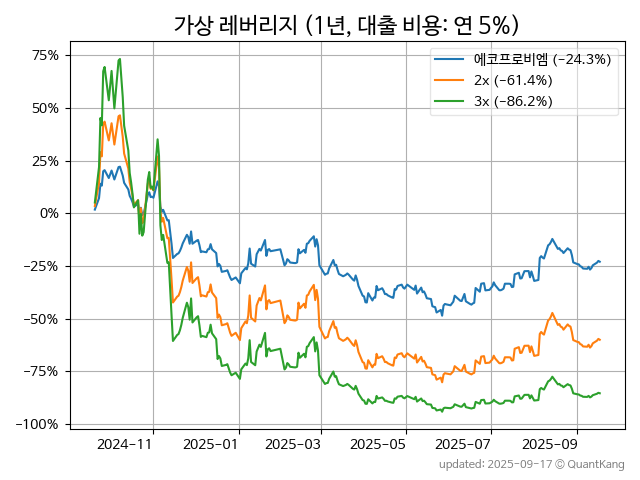 가상 레버리지 (1년, 대출 비용: 연 5%)
에코프로비엠 (−24.3%)
2x (−61.4%)
3x (−86.2%)
75%
50%
25%
0%
−25%
−50%
−75%
−100%
2024-11 2025-01 2025-03 2025-05 2025-07 2025-09
updated: 2025-09-17 © QuantKang